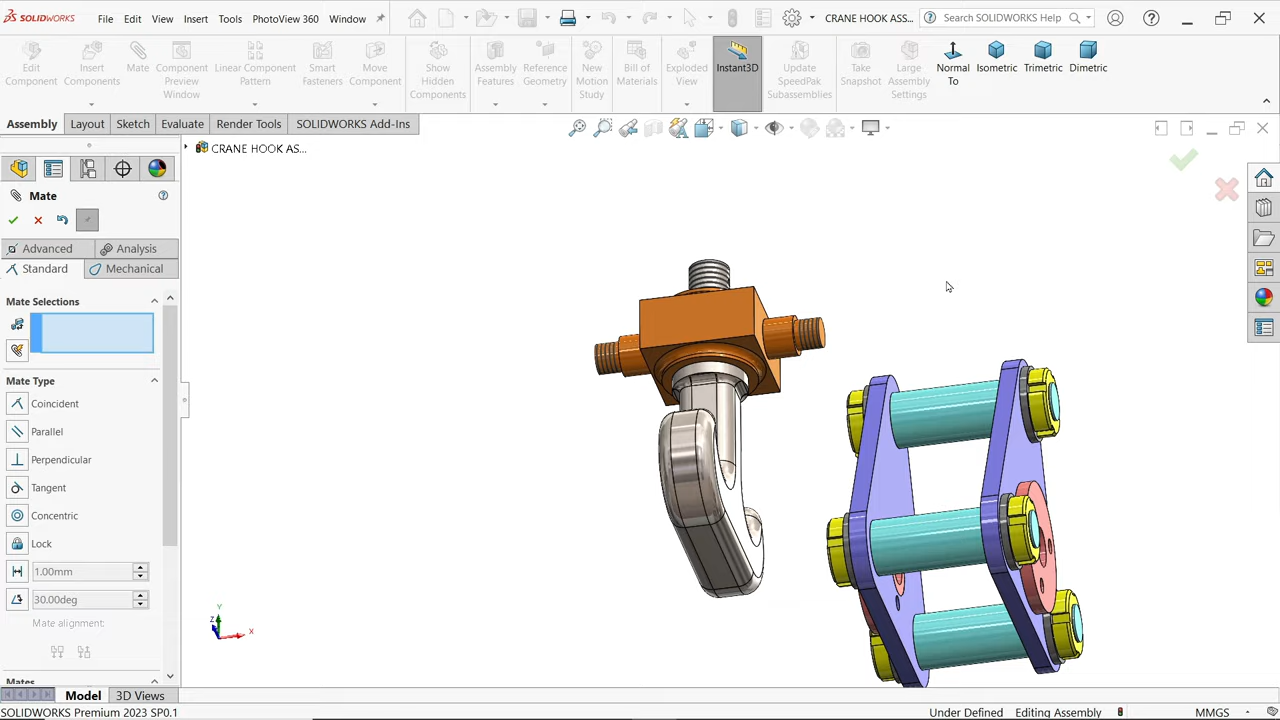 SOLIDWORKS File Edit View Insert Tools PhotoView 360 Window CRANE HOOK ASS... Search SOLIDWORKS Help
Edit Component
Insert Components
Mate
Component Preview Window
Linear Component Pattern
Smart Fasteners
Move Component
Show Hidden Components
Assembly Features
Reference Geometry
New Motion Study
Bill of Materials
Exploded View
Instant3D
Update SpeedPak Subassemblies
Take Snapshot
Large Assembly Settings
Normal To
Isometric
Trimetric
Dimetric
Assembly Layout Sketch Evaluate Render Tools SOLIDWORKS Add-Ins
CRANE HOOK AS...
Mate
Advanced Analysis
Standard Mechanical
Mate Selections
Mate Type
Coincident
Parallel
Perpendicular
Tangent
Concentric
Lock
1.00mm
30.00deg
Mate alignment:
Mates
Y
Z
X
Model 3D Views
SOLIDWORKS Premium 2023 SP0.1 Under Defined Editing Assembly MMGS